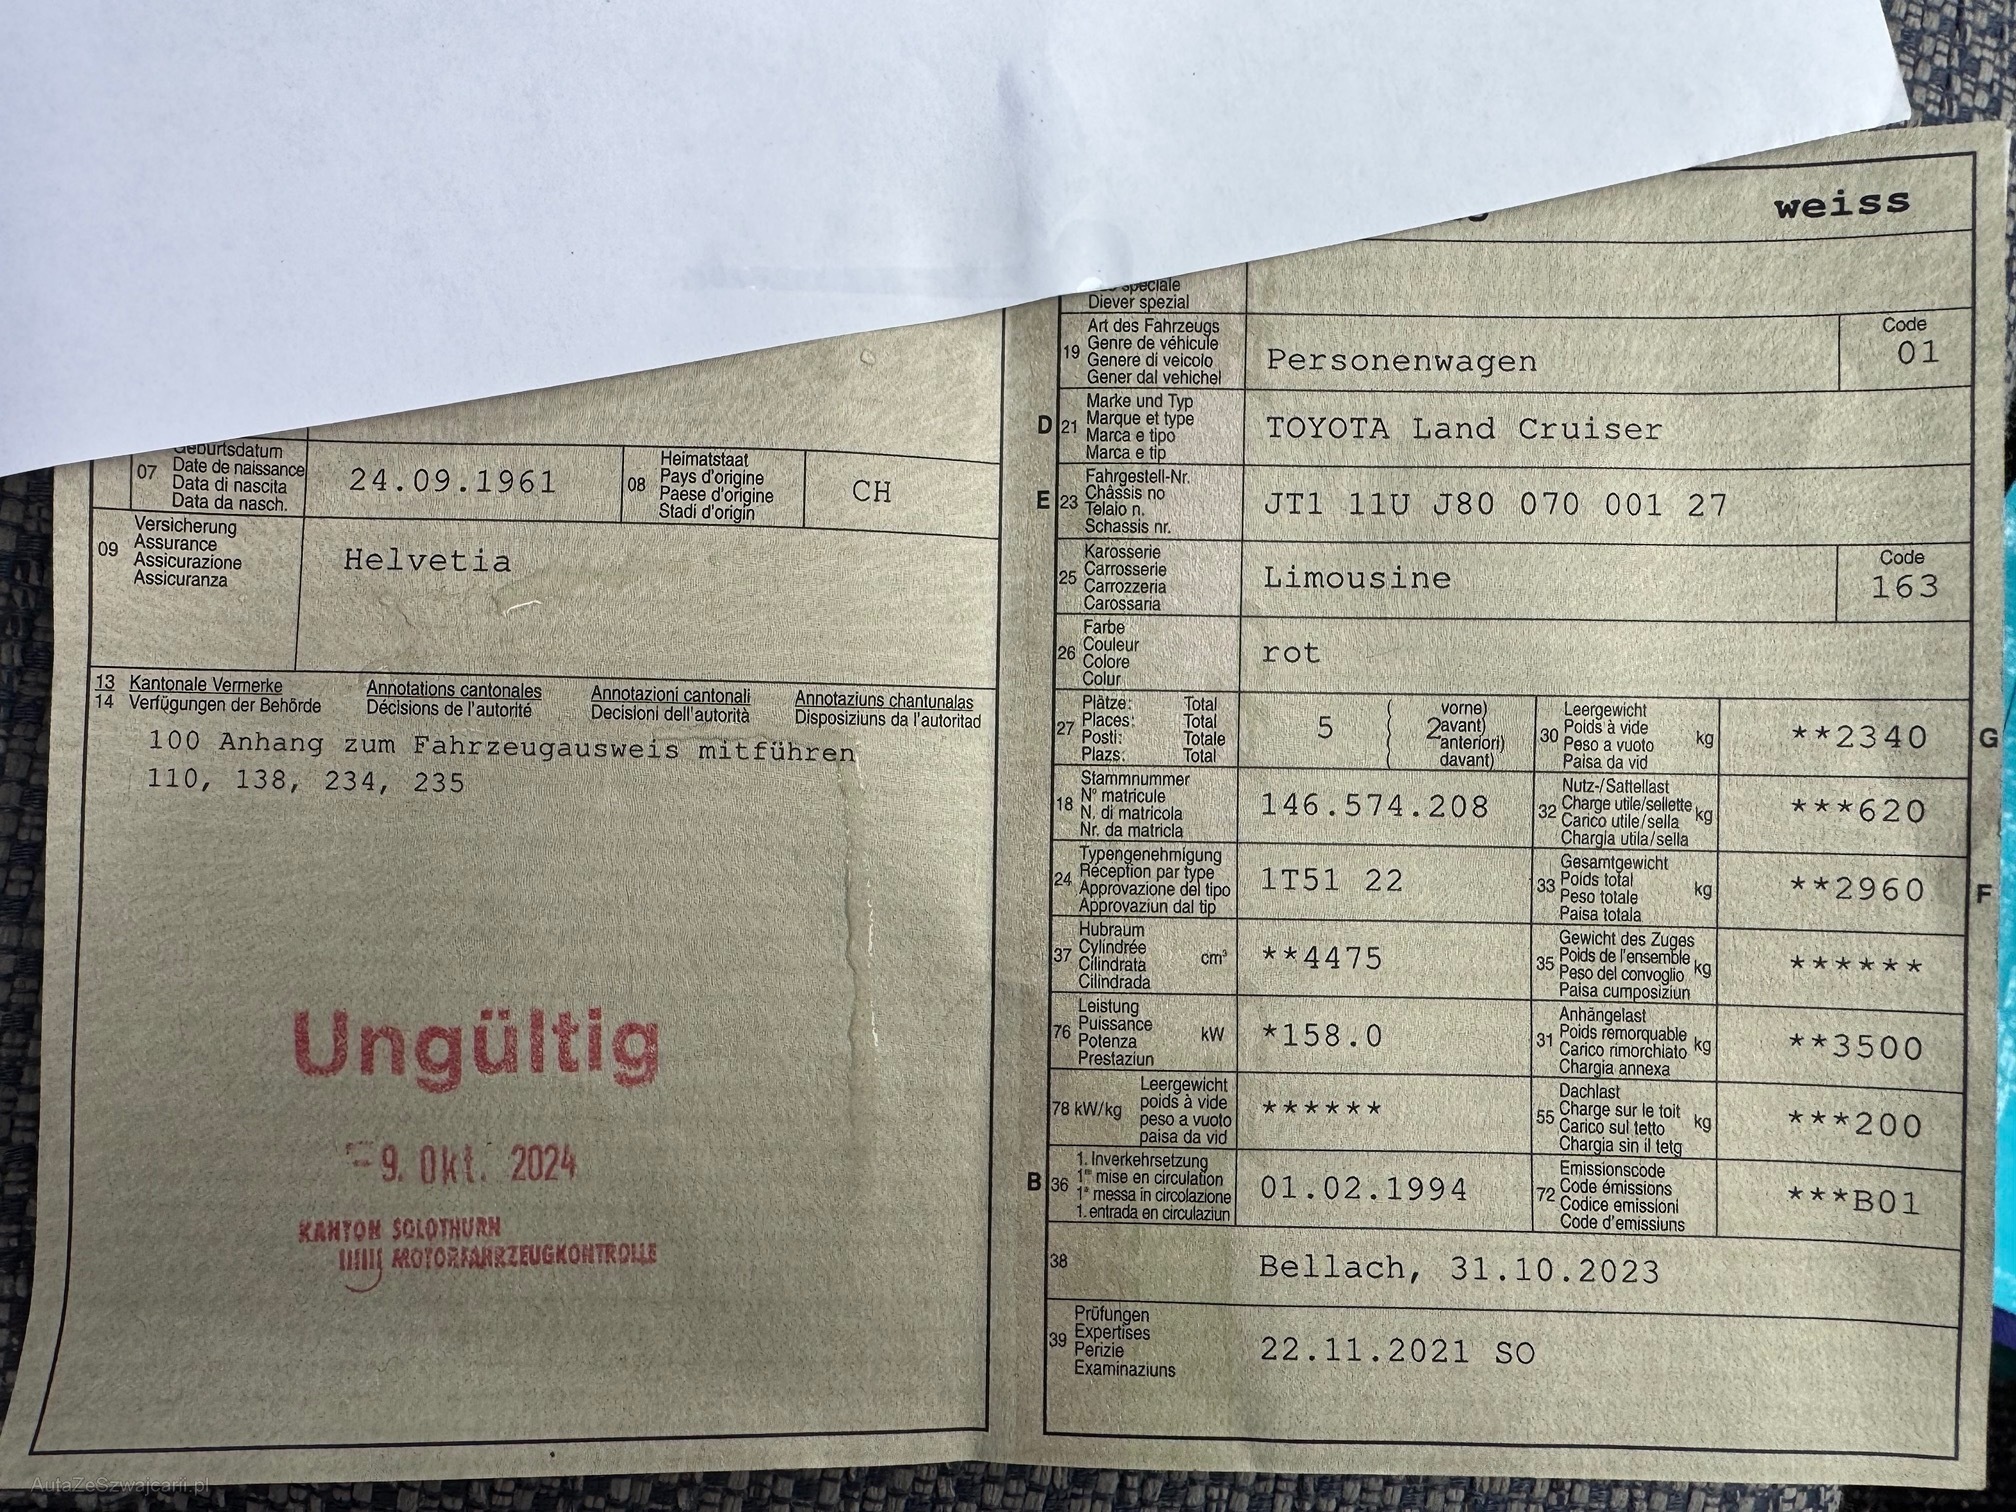 weiss
Diever spezial
19 Art des Fahrzeugs
Genre de véhicule
Genere di veicolo
Gener dal vehichel
Personenwagen
Code
01
D 21 Marke und Typ
Marque et type
Marca e tipo
Marca e tip
TOYOTA Land Cruiser
E 23 Fahrgestell-Nr.
Châssis no
Telaio n.
Schassis nr.
JT1 11U J80 070 001 27
25 Karosserie
Carrosserie
Carrozzeria
Carossaria
Limousine
Code
163
26 Farbe
Couleur
Colore
Colur
rot
27 Plätze: Total
Places: Total
Posti: Totale
Plazs: Total
5 ( vorne)
2 avant)
anteriori)
( davant)
30 Leergewicht
Poids à vide
Peso a vuoto
Paisa da vid
kg
**2340
G
18 Stammnummer
N° matricule
N. di matricola
Nr. da matricla
146.574.208
32 Nutz-/Sattellast
Charge utile/sellette
Carico utile/sella
Chargia utila/sella
kg
***620
24 Typengenehmigung
Réception par type
Approvazione del tipo
Approvaziun dal tip
1T51 22
33 Gesamtgewicht
Poids total
Peso totale
Paisa totala
kg
**2960
F
37 Hubraum
Cylindrée
Cilindrata
Cilindrada
cm³
**4475
35 Gewicht des Zuges
Poids de l'ensemble
Peso del convoglio
Paisa cumposiziun
kg
******
76 Leistung
Puissance
Potenza
Prestaziun
kW
*158.0
31 Anhängelast
Poids remorquable
Carico rimorchiato
Chargia annexa
kg
**3500
78 kW/kg
Leergewicht
poids à vide
peso a vuoto
paisa da vid
******
55 Dachlast
Charge sur le toit
Carico sul tetto
Chargia sin il tetg
kg
***200
B 36 1. Inverkehrsetzung
1re mise en circulation
1a messa in circolazione
1. entrada en circulaziun
01.02.1994
72 Emissionscode
Code émissions
Codice emissioni
Code d'emissiuns
***B01
38
Bellach, 31.10.2023
39 Prüfungen
Expertises
Perizie
Examinaziuns
22.11.2021 SO
07 Geburtsdatum
Date de naissance
Data di nascita
Data da nasch.
24.09.1961
08 Heimatstaat
Pays d'origine
Paese d'origine
Stadi d'origin
CH
09 Versicherung
Assurance
Assicurazione
Assicuranza
Helvetia
13 Kantonale Vermerke Annotations cantonales Annotazioni cantonali Annotaziuns chantunalas
14 Verfügungen der Behörde Décisions de l'autorité Decisioni dell'autorità Disposiziuns da l'autoritad
100 Anhang zum Fahrzeugausweis mitführen
110, 138, 234, 235
Ungültig
- 9. Okt. 2024
KANTON SOLOTHURN
MOTORFAHRZEUGKONTROLLE
AutaZeSzwajcarii.pl